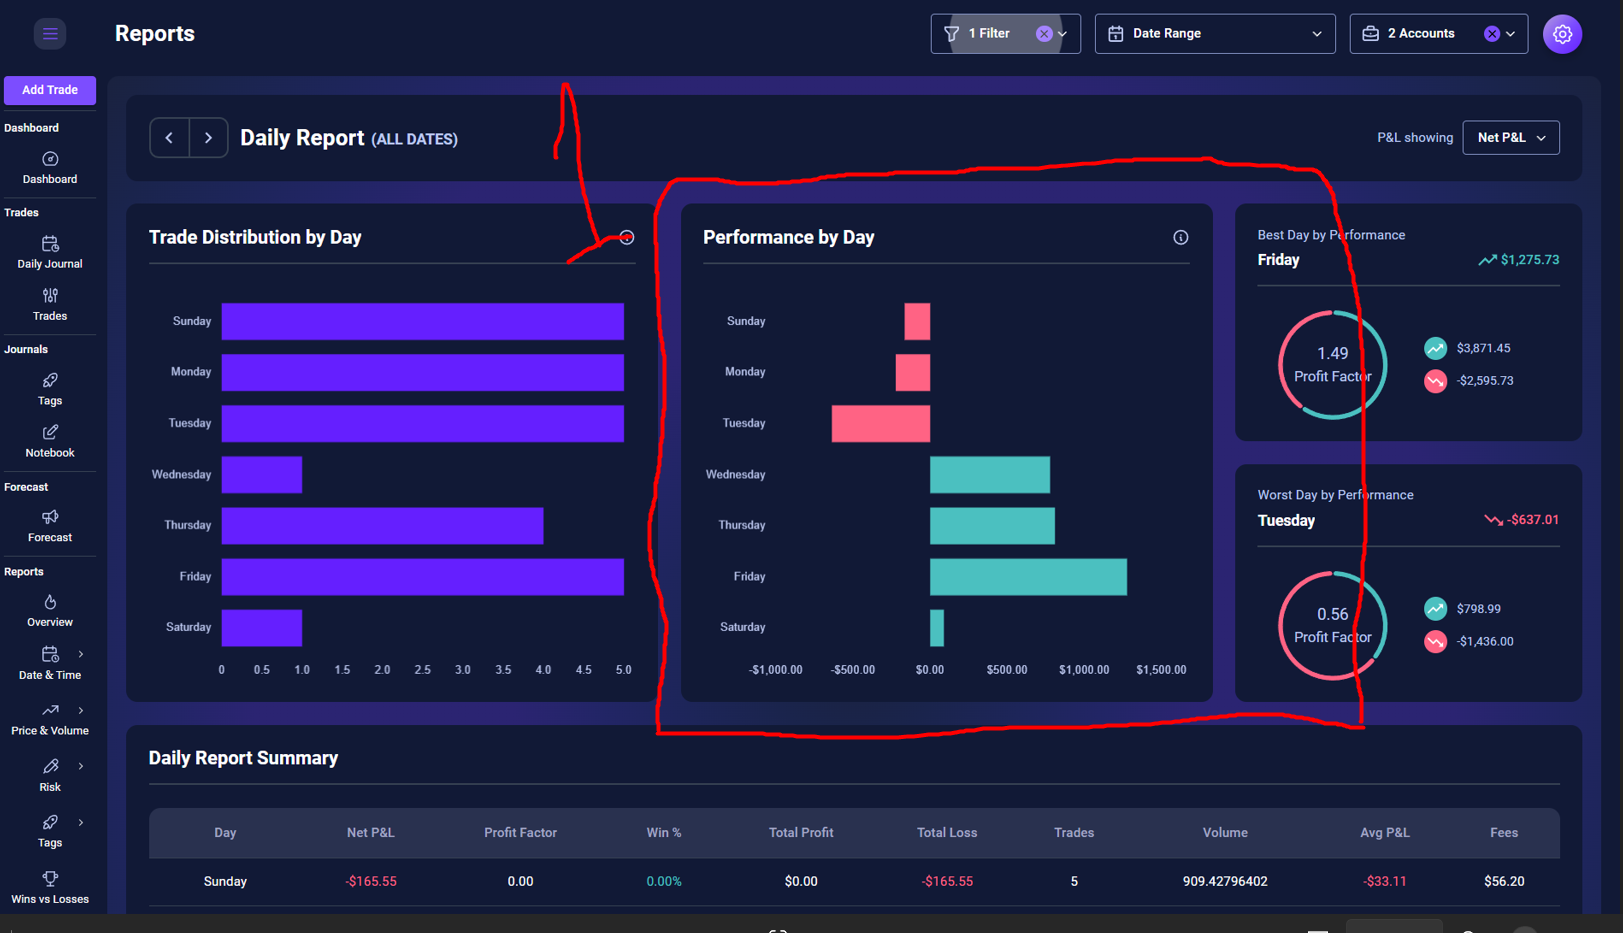 Reports
1 Filter
Date Range
2 Accounts
Add Trade
Dashboard
Dashboard
Trades
Daily Journal
Trades
Journals
Tags
Notebook
Forecast
Forecast
Reports
Overview
Date & Time
Price & Volume
Risk
Tags
Wins vs Losses
Daily Report (ALL DATES)
P&L showing
Net P&L
Trade Distribution by Day
Sunday
Monday
Tuesday
Wednesday
Thursday
Friday
Saturday
0 0.5 1.0 1.5 2.0 2.5 3.0 3.5 4.0 4.5 5.0
Performance by Day
Sunday
Monday
Tuesday
Wednesday
Thursday
Friday
Saturday
-$1,000.00 -$500.00 $0.00 $500.00 $1,000.00 $1,500.00
Best Day by Performance
Friday $1,275.73
1.49
Profit Factor
$3,871.45
-$2,595.73
Worst Day by Performance
Tuesday -$637.01
0.56
Profit Factor
$798.99
-$1,436.00
Daily Report Summary
Day Net P&L Profit Factor Win % Total Profit Total Loss Trades Volume Avg P&L Fees
Sunday -$165.55 0.00 0.00% $0.00 -$165.55 5 909.42796402 -$33.11 $56.20